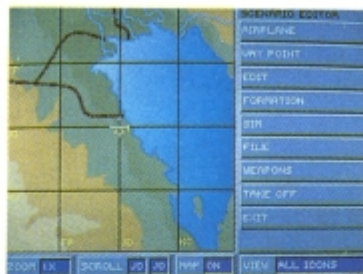 SCENARIO EDITOR
AIRPLANE
WAY POINT
EDIT
FORMATION
SIM
FILE
WEAPONS
TAKE OFF
EXIT
ZOOM 1X SCROLL MAP ON VIEW ALL ICONS